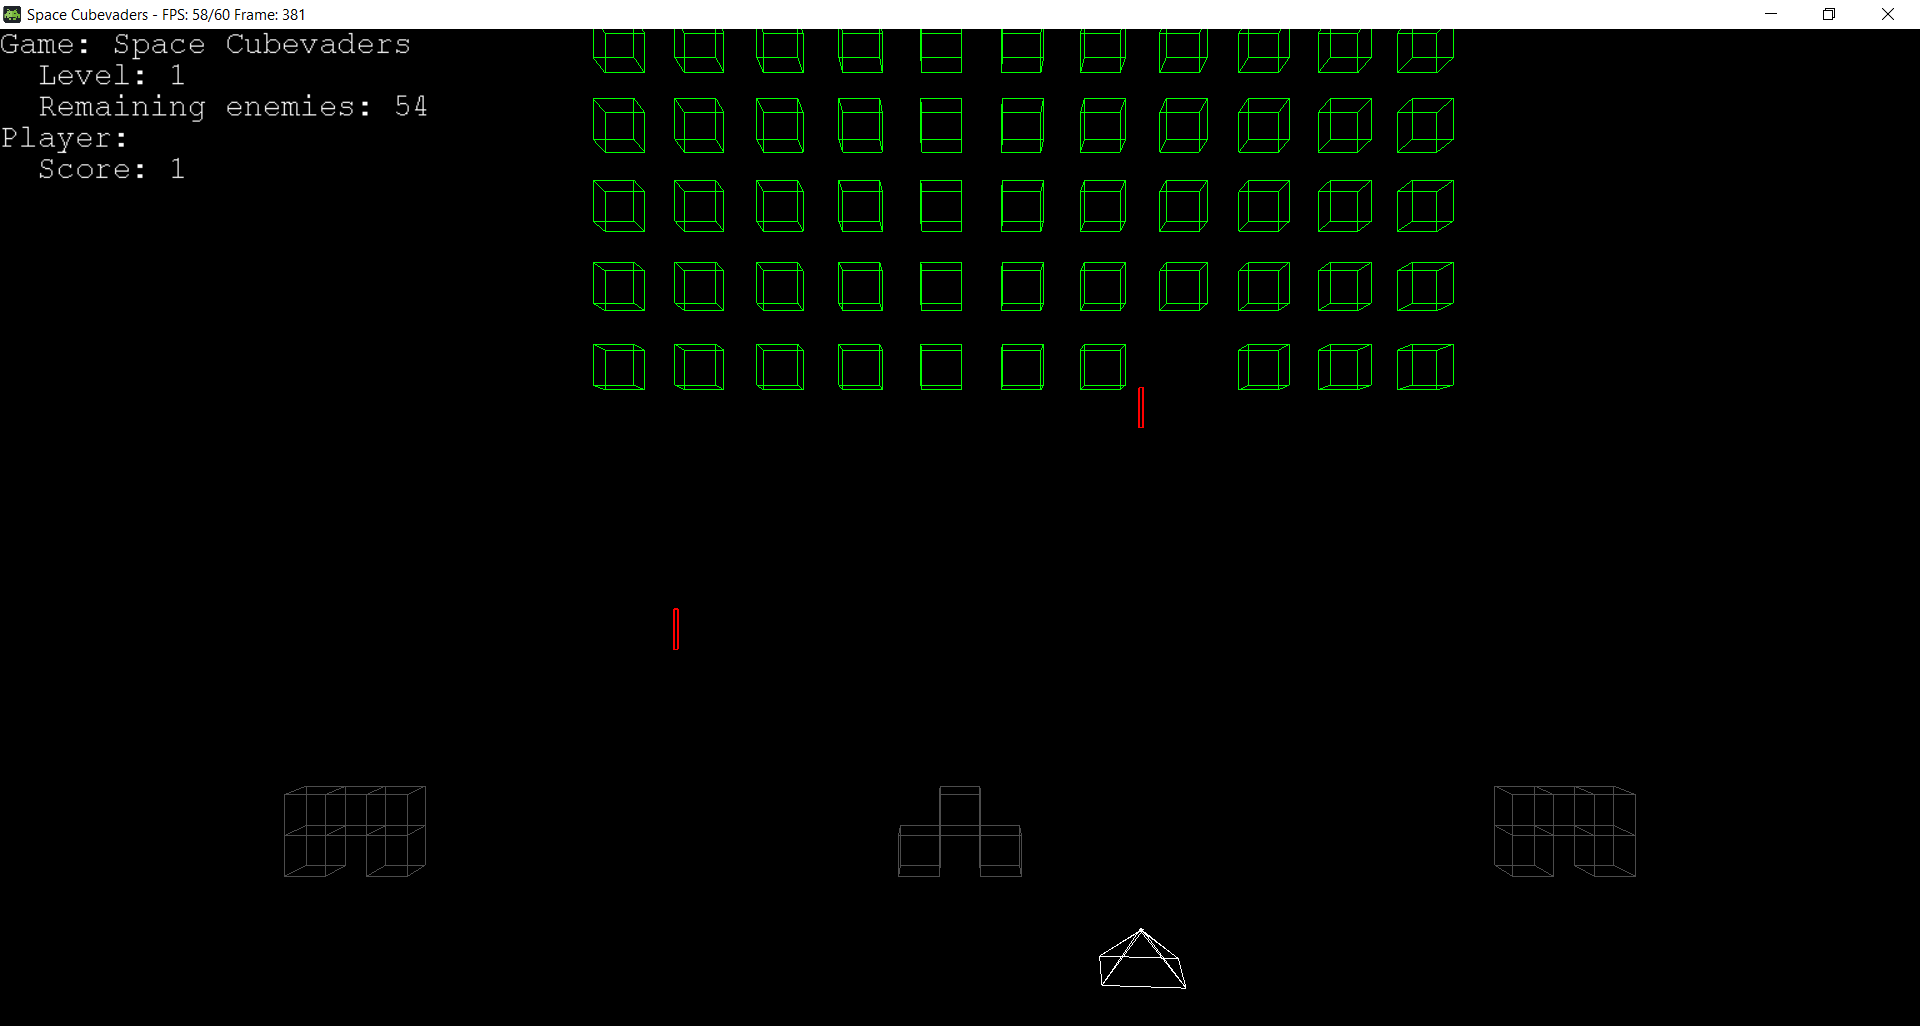 Space Cubevaders - FPS: 58/60 Frame: 381
Game: Space Cubevaders
Level: 1
Remaining enemies: 54
Player:
Score: 1